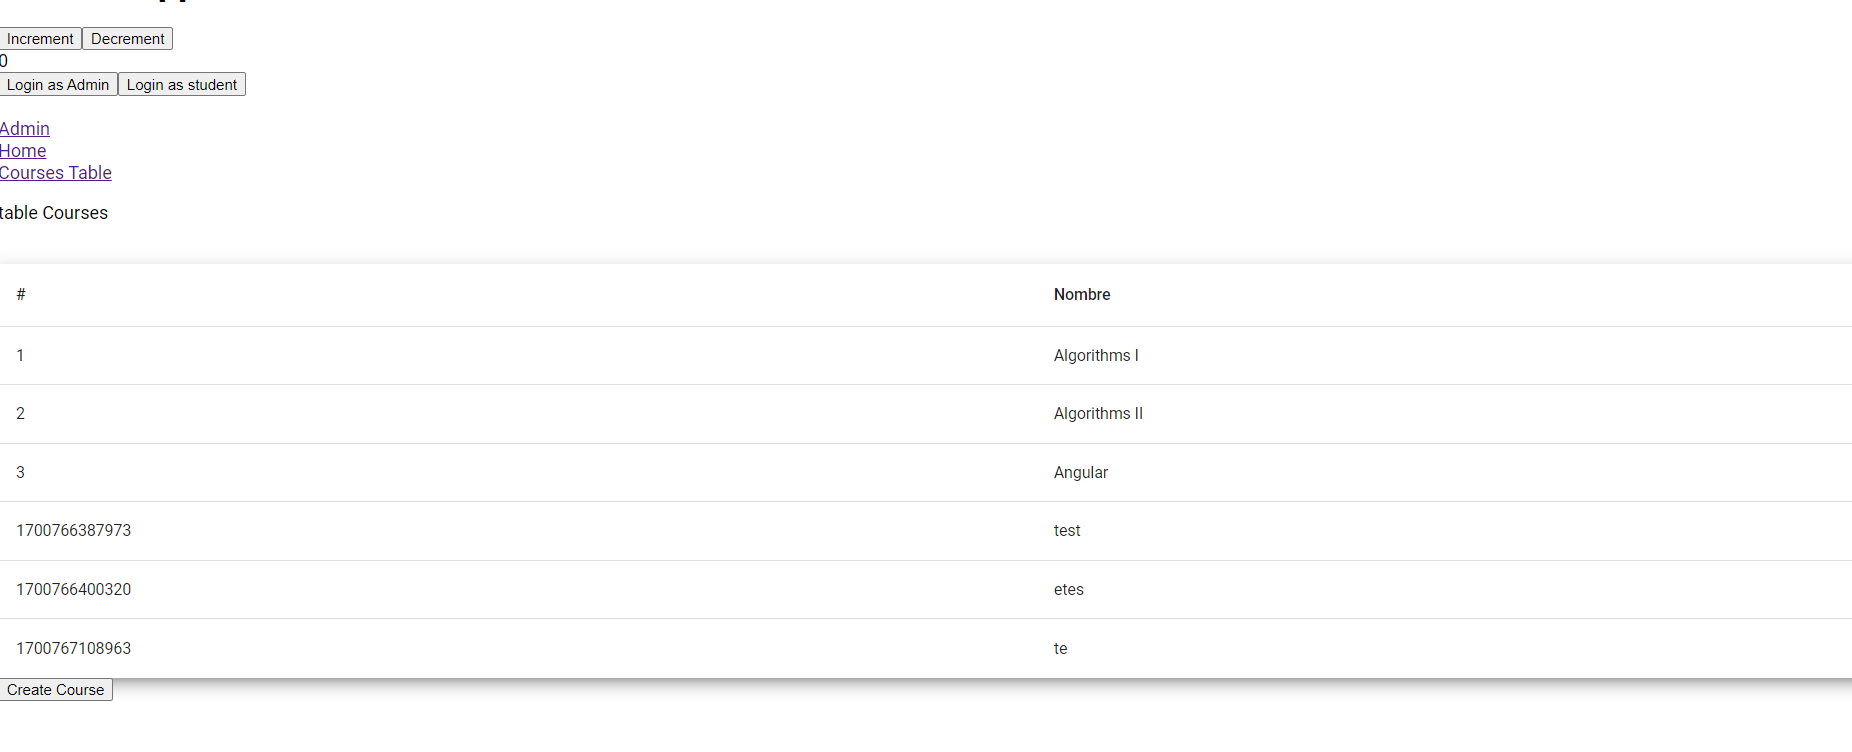 Increment Decrement
0
Login as Admin Login as student
Admin
Home
Courses Table
table Courses
# Nombre
1 Algorithms I
2 Algorithms II
3 Angular
1700766387973 test
1700766400320 etes
1700767108963 te
Create Course